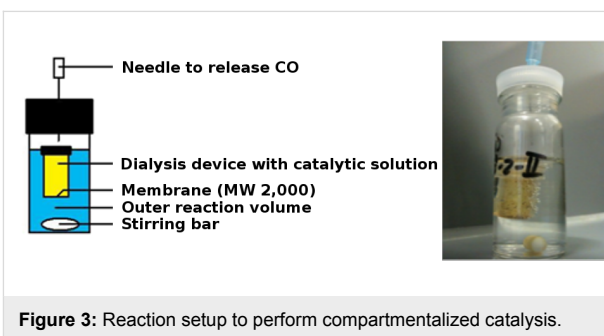 Needle to release CO
Dialysis device with catalytic solution
Membrane (MW 2,000)
Outer reaction volume
Stirring bar
Figure 3: Reaction setup to perform compartmentalized catalysis.